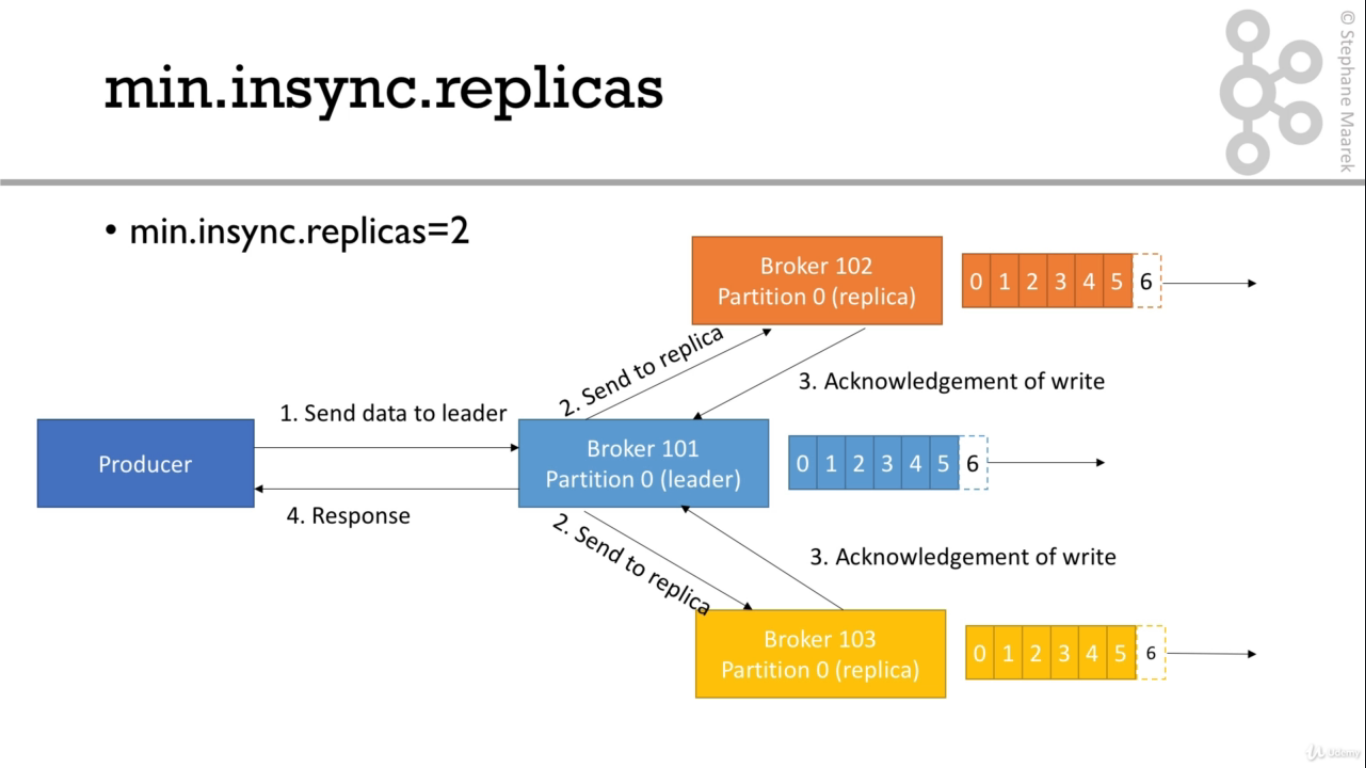 min.insync.replicas
© Stephane Maarek
• min.insync.replicas=2
Broker 102
Partition 0 (replica)
0 1 2 3 4 5 6
2. Send to replica
3. Acknowledgement of write
1. Send data to leader
Producer
Broker 101
Partition 0 (leader)
0 1 2 3 4 5 6
4. Response
2. Send to replica
3. Acknowledgement of write
Broker 103
Partition 0 (replica)
0 1 2 3 4 5 6
Udemy